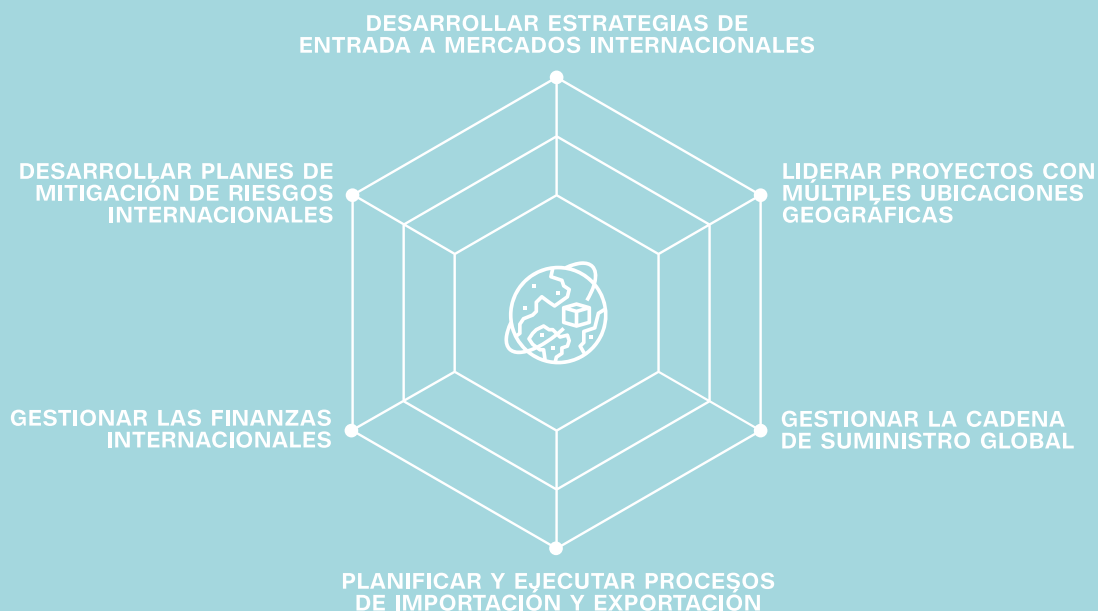 DESARROLLAR ESTRATEGIAS DE
ENTRADA A MERCADOS INTERNACIONALES
DESARROLLAR PLANES DE
MITIGACIÓN DE RIESGOS
INTERNACIONALES
LIDERAR PROYECTOS CON
MÚLTIPLES UBICACIONES
GEOGRÁFICAS
GESTIONAR LAS FINANZAS
INTERNACIONALES
GESTIONAR LA CADENA
DE SUMINISTRO GLOBAL
PLANIFICAR Y EJECUTAR PROCESOS
DE IMPORTACIÓN Y EXPORTACIÓN